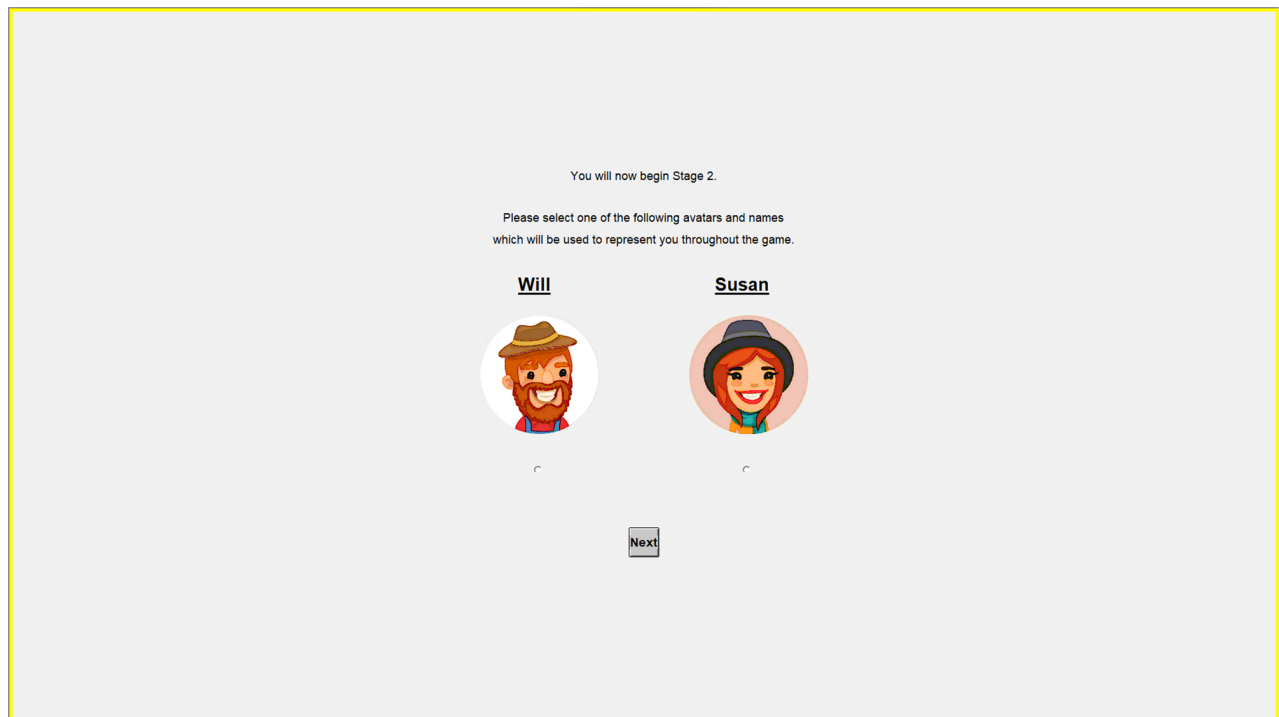 You will now begin Stage 2.
Please select one of the following avatars and names
which will be used to represent you throughout the game.
Will
Susan
Next